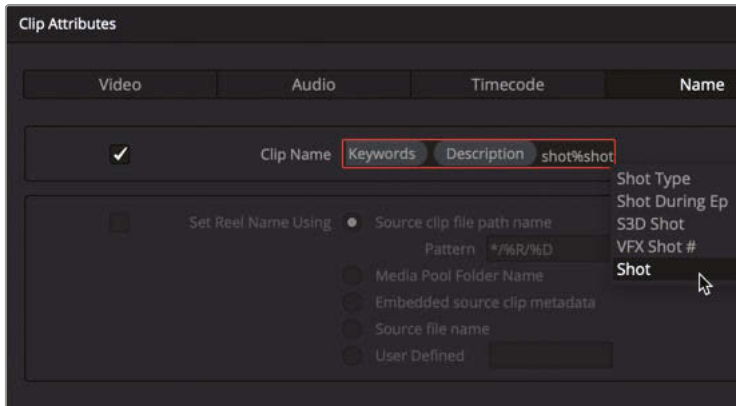 Clip Attributes
Video Audio Timecode Name
Clip Name Keywords Description shot%shot
Shot Type
Shot During Ep
S3D Shot
VFX Shot #
Shot
Set Reel Name Using Source clip file path name
Pattern */%R/%D
Media Pool Folder Name
Embedded source clip metadata
Source file name
User Defined